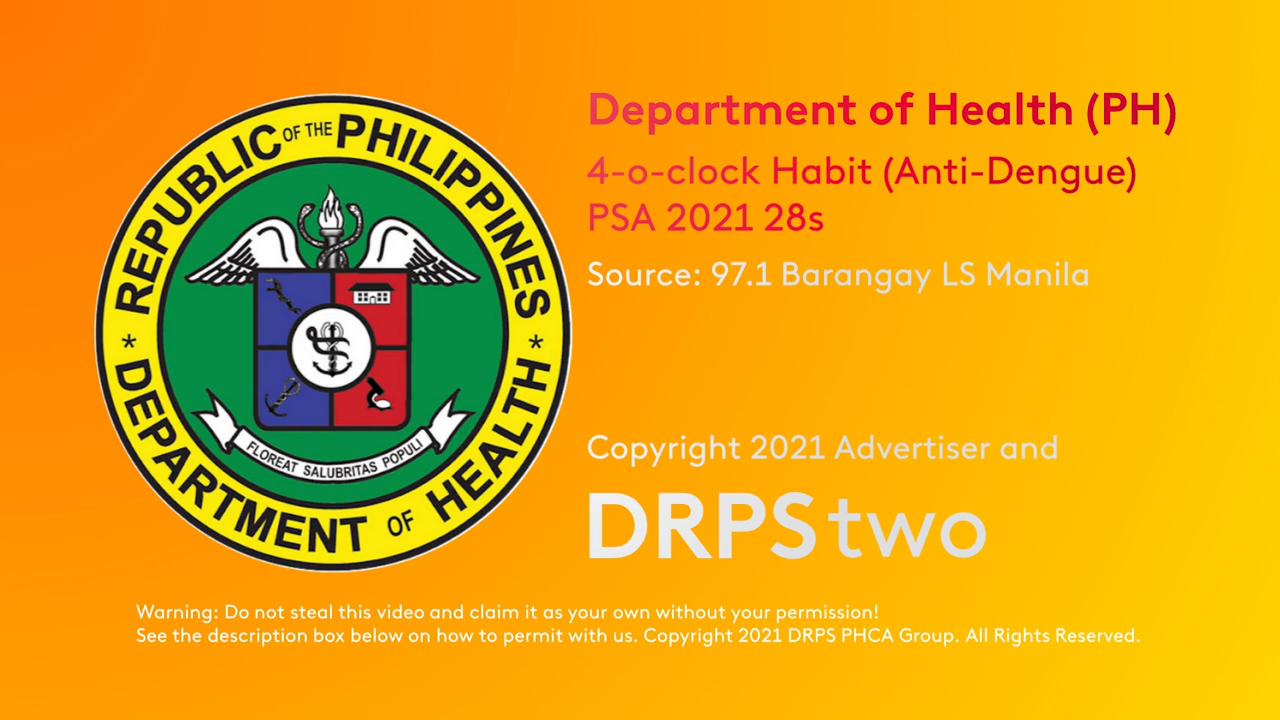 REPUBLIC OF THE PHILIPPINES
DEPARTMENT OF HEALTH
FLOREAT SALUBRITAS POPULI
Department of Health (PH)
4-o-clock Habit (Anti-Dengue)
PSA 2021 28s
Source: 97.1 Barangay LS Manila
Copyright 2021 Advertiser and
DRPS two
Warning: Do not steal this video and claim it as your own without your permission!
See the description box below on how to permit with us. Copyright 2021 DRPS PHCA Group. All Rights Reserved.